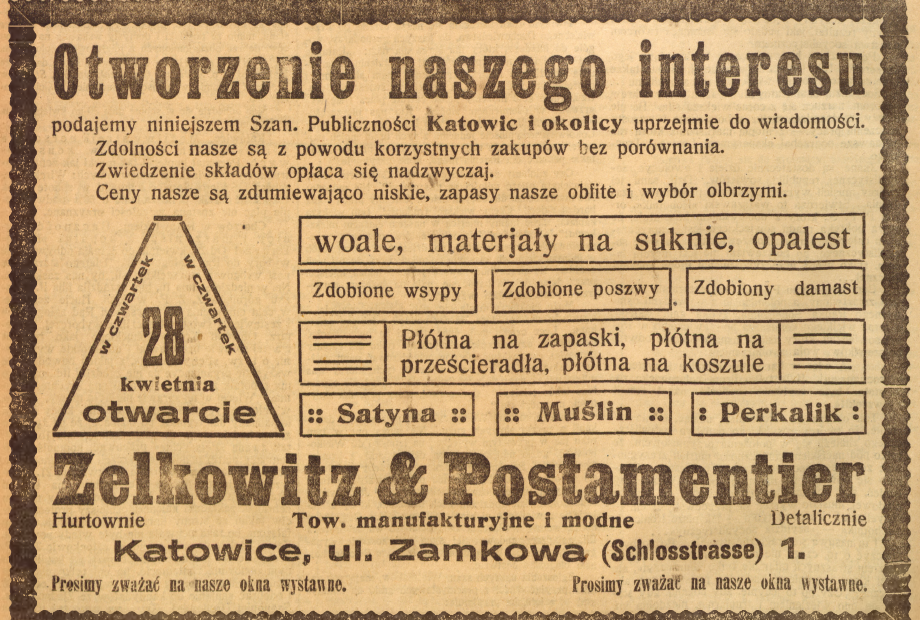 Otworzenie naszego interesu
podajemy niniejszem Szan. Publiczności Katowic i okolicy uprzejmie do wiadomości.
Zdolności nasze są z powodu korzystnych zakupów bez porównania.
Zwiedzenie składów opłaca się nadzwyczaj.
Ceny nasze są zdumiewająco niskie, zapasy nasze obfite i wybór olbrzymi.
w czwartek
w czwartek
28
kwietnia
otwarcie
woale, materjały na suknie, opalest
Zdobione wsypy
Zdobione poszwy
Zdobiony damast
Płótna na zapaski, płótna na
prześcieradła, płótna na koszule
:: Satyna ::
:: Muślin ::
: Perkalik :
Zelkowitz & Postamentier
Hurtownie Tow. manufakturyjne i modne Detalicznie
Katowice, ul. Zamkowa (Schlosstrasse) 1.
Prosimy zważać na nasze okna wystawne. Prosimy zważać na nasze okna wystawne.